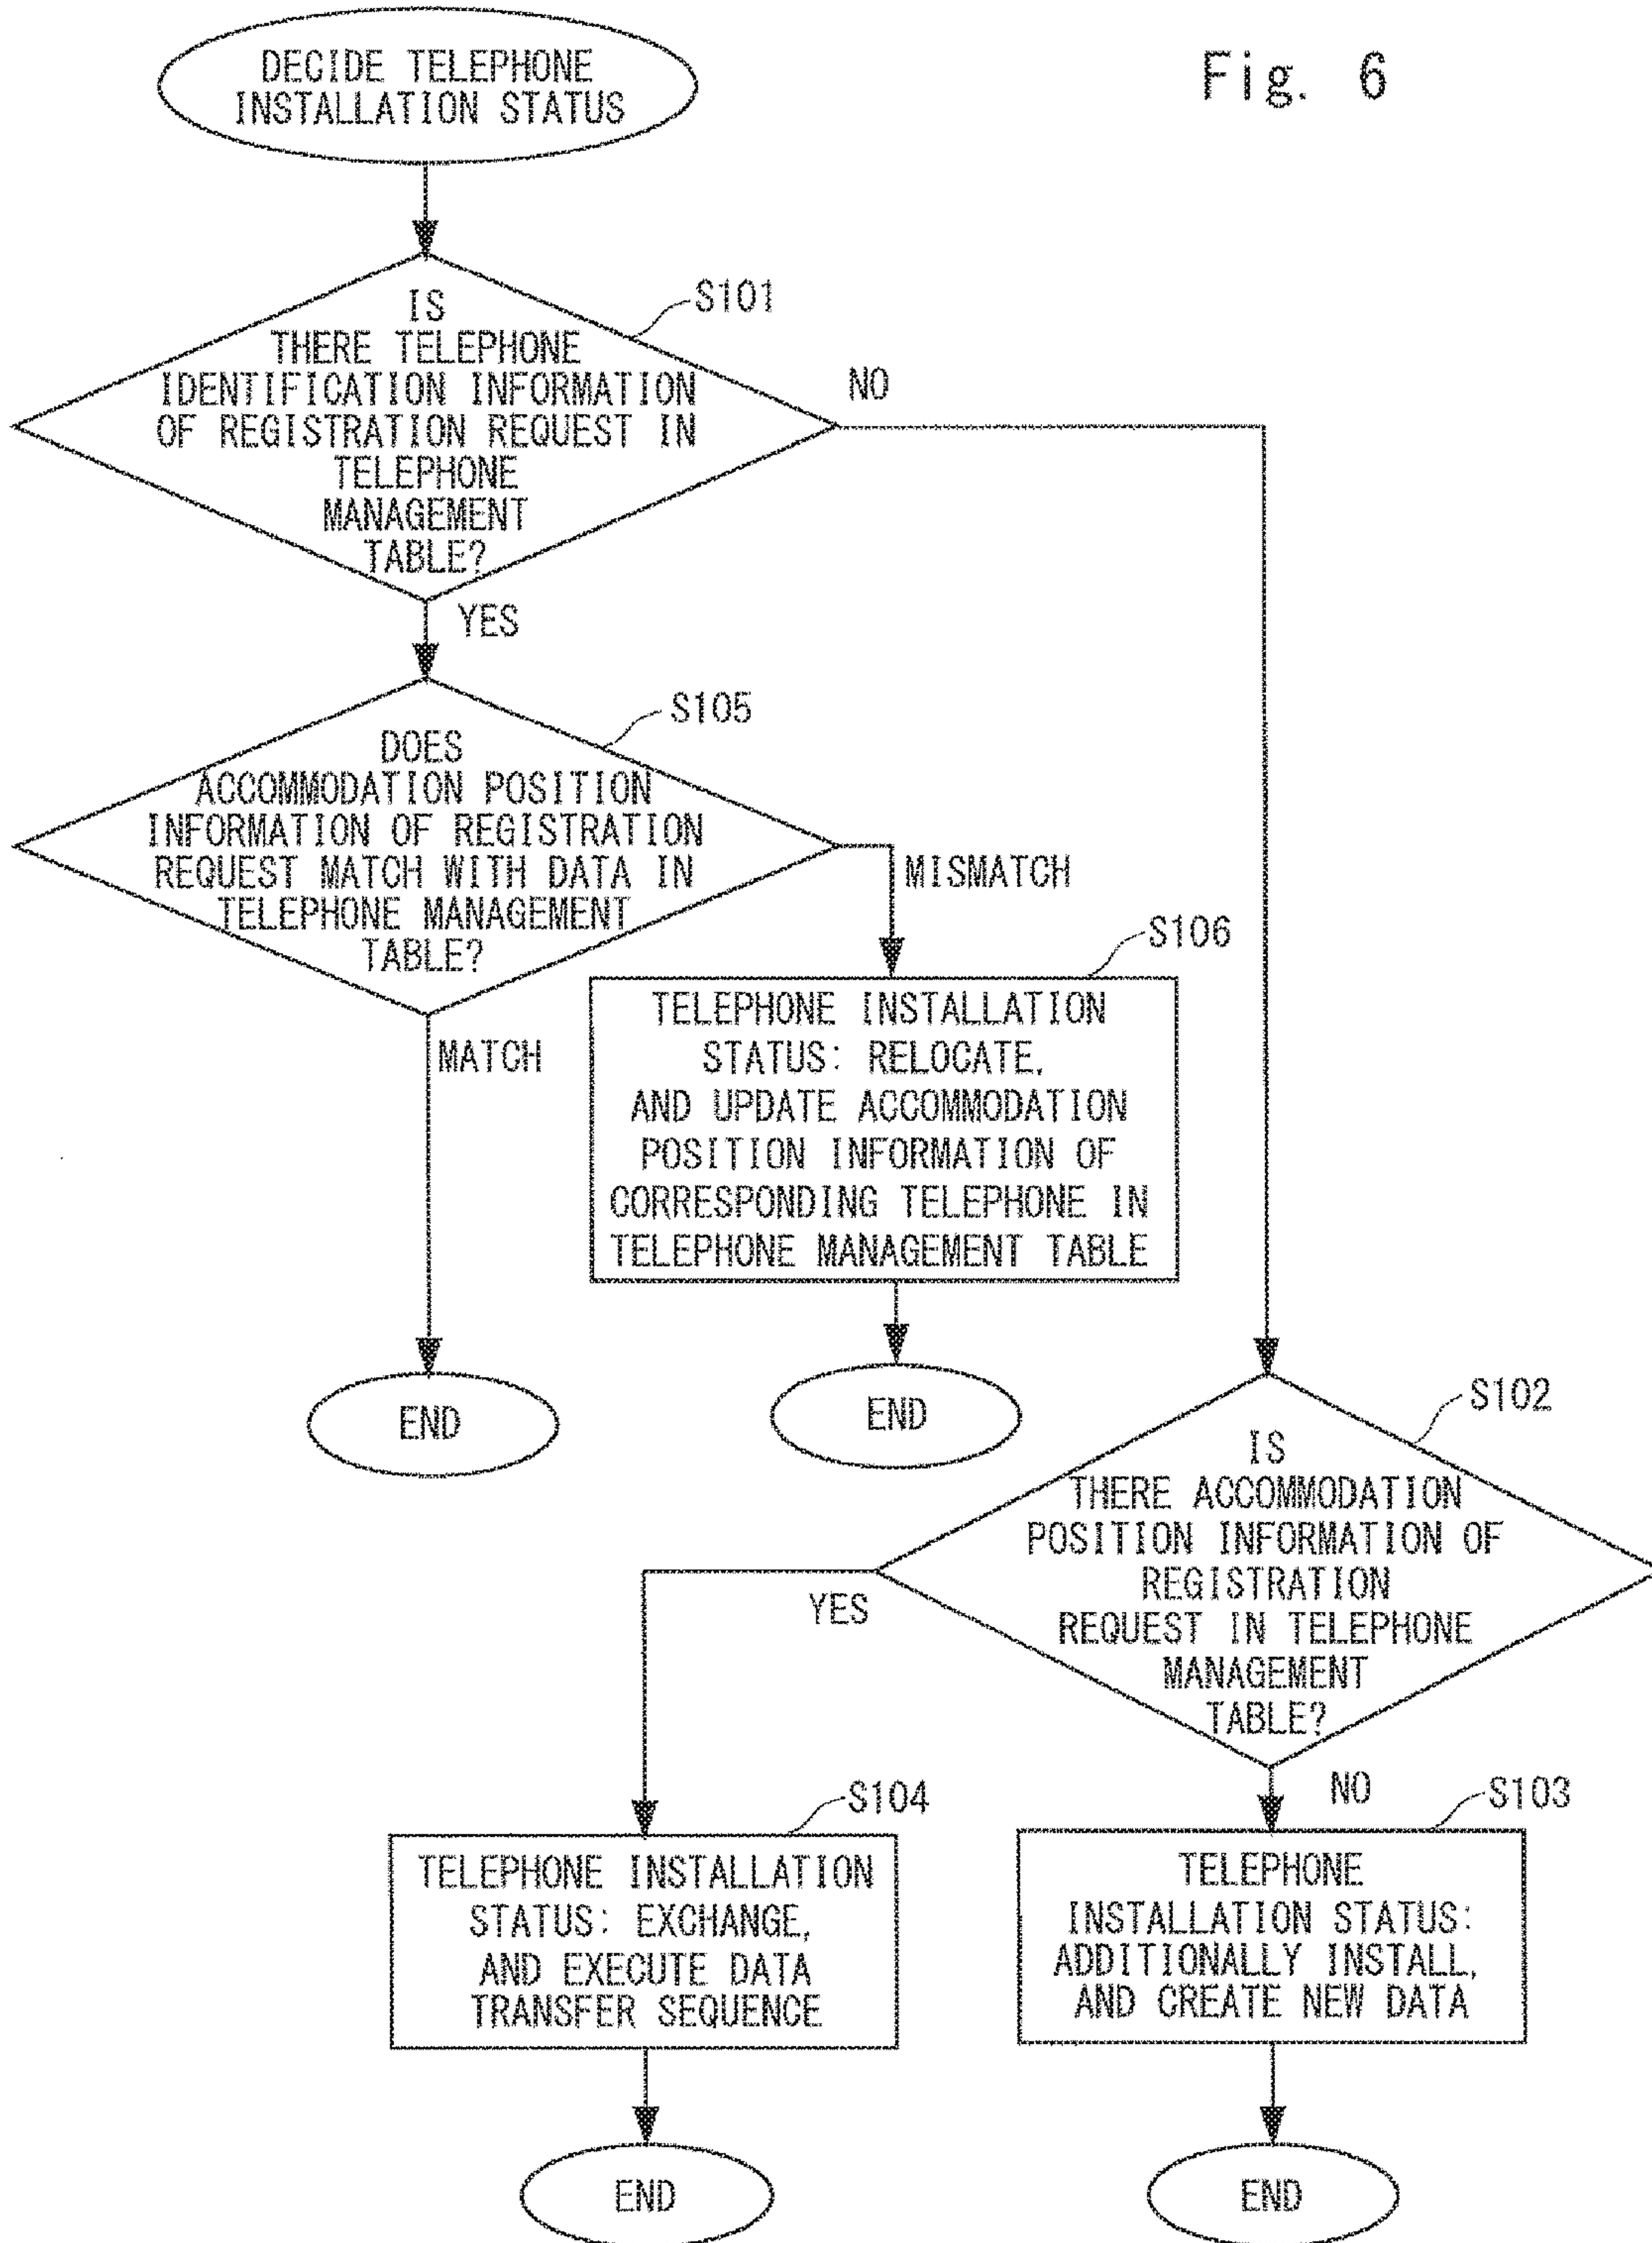 Fig. 6
DECIDE TELEPHONE
INSTALLATION STATUS
S101
IS
THERE TELEPHONE
IDENTIFICATION INFORMATION
OF REGISTRATION REQUEST IN
TELEPHONE
MANAGEMENT
TABLE?
NO
YES
S105
DOES
ACCOMMODATION POSITION
INFORMATION OF REGISTRATION
REQUEST MATCH WITH DATA IN
TELEPHONE MANAGEMENT
TABLE?
MISMATCH
MATCH
S106
TELEPHONE INSTALLATION
STATUS: RELOCATE,
AND UPDATE ACCOMMODATION
POSITION INFORMATION OF
CORRESPONDING TELEPHONE IN
TELEPHONE MANAGEMENT TABLE
END
END
S102
IS
THERE ACCOMMODATION
POSITION INFORMATION OF
REGISTRATION
REQUEST IN TELEPHONE
MANAGEMENT
TABLE?
YES
NO
S104
TELEPHONE INSTALLATION
STATUS: EXCHANGE,
AND EXECUTE DATA
TRANSFER SEQUENCE
S103
TELEPHONE
INSTALLATION STATUS:
ADDITIONALLY INSTALL,
AND CREATE NEW DATA
END
END